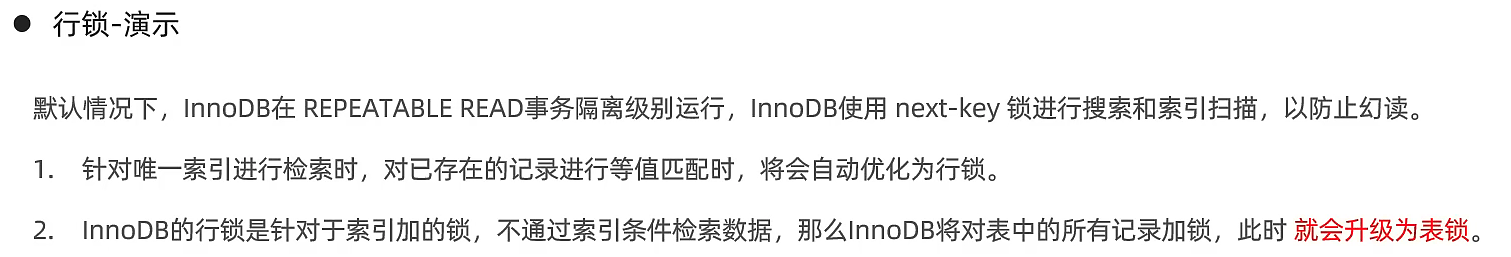 ● 行锁-演示
默认情况下，InnoDB在 REPEATABLE READ事务隔离级别运行，InnoDB使用 next-key 锁进行搜索和索引扫描，以防止幻读。
1. 针对唯一索引进行检索时，对已存在的记录进行等值匹配时，将会自动优化为行锁。
2. InnoDB的行锁是针对于索引加的锁，不通过索引条件检索数据，那么InnoDB将对表中的所有记录加锁，此时 就会升级为表锁。